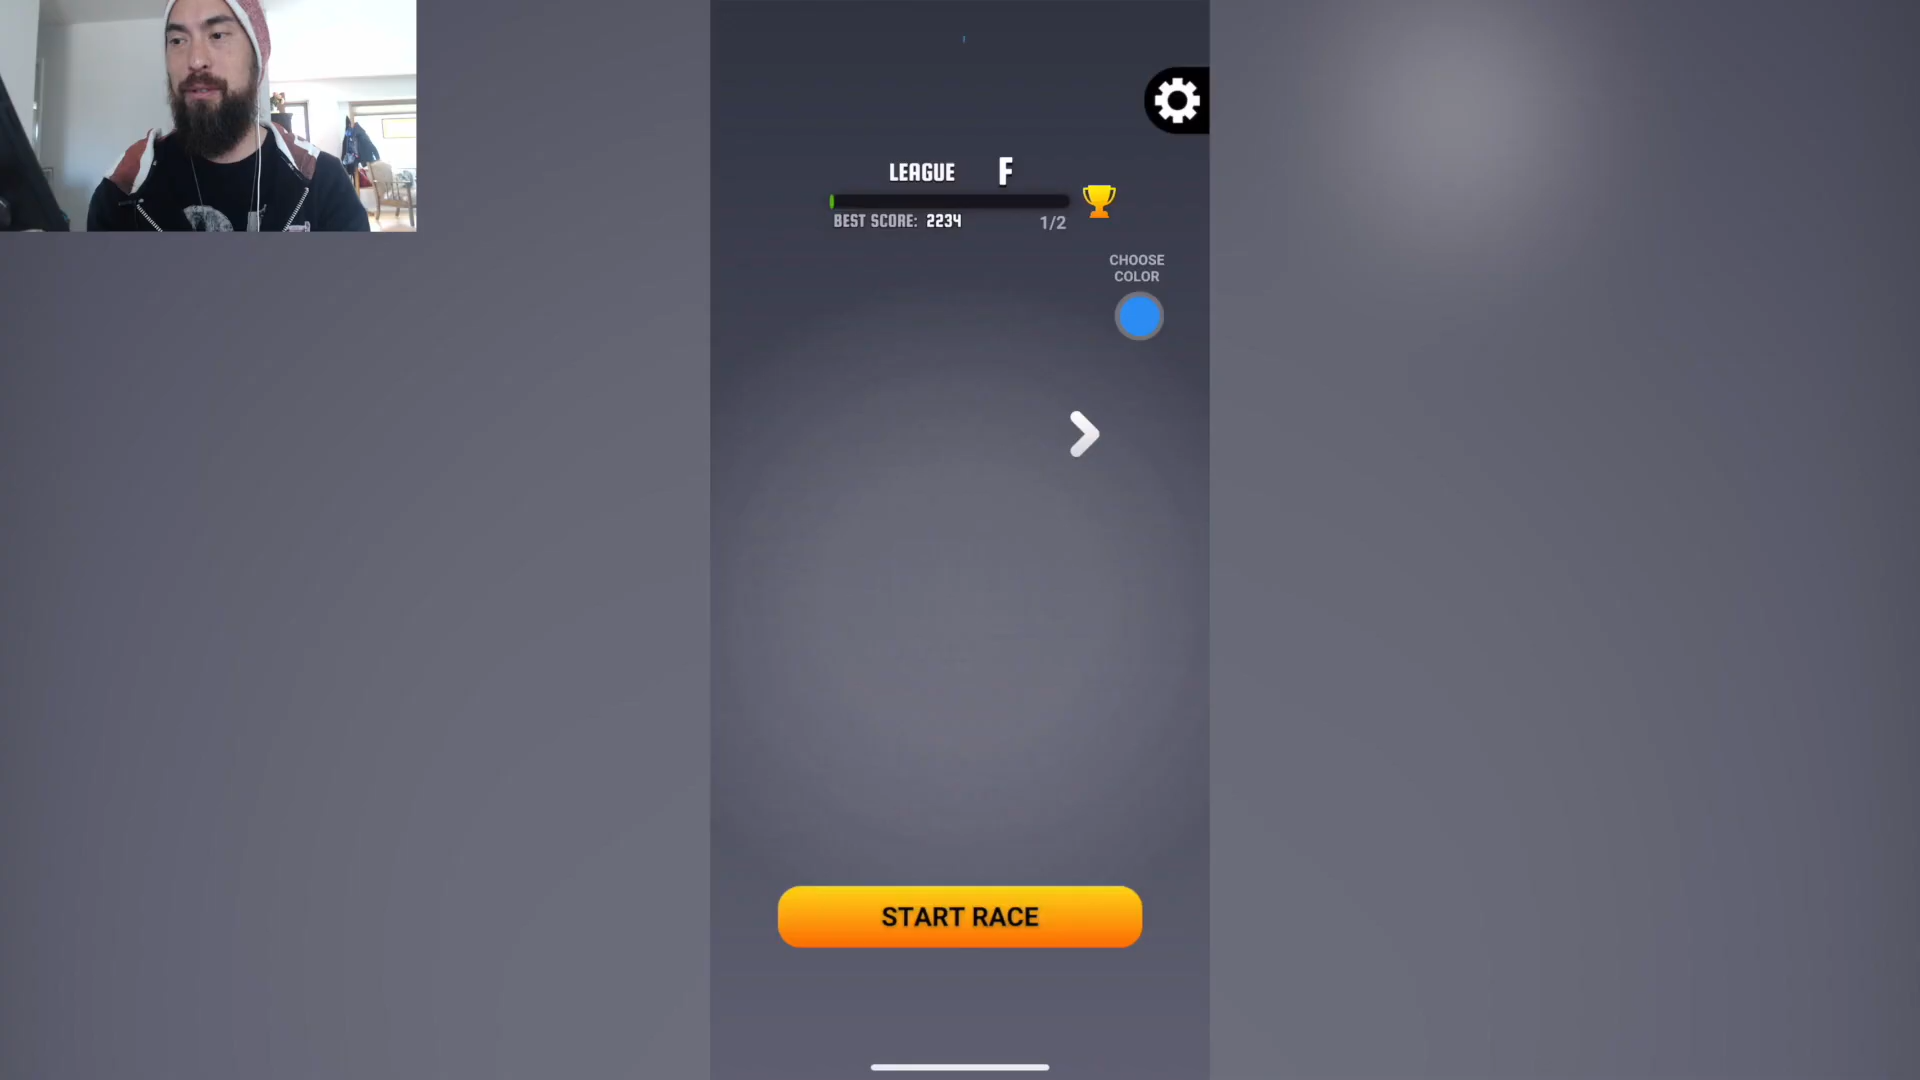 LEAGUE F
BEST SCORE: 2234 1/2
CHOOSE
COLOR
START RACE